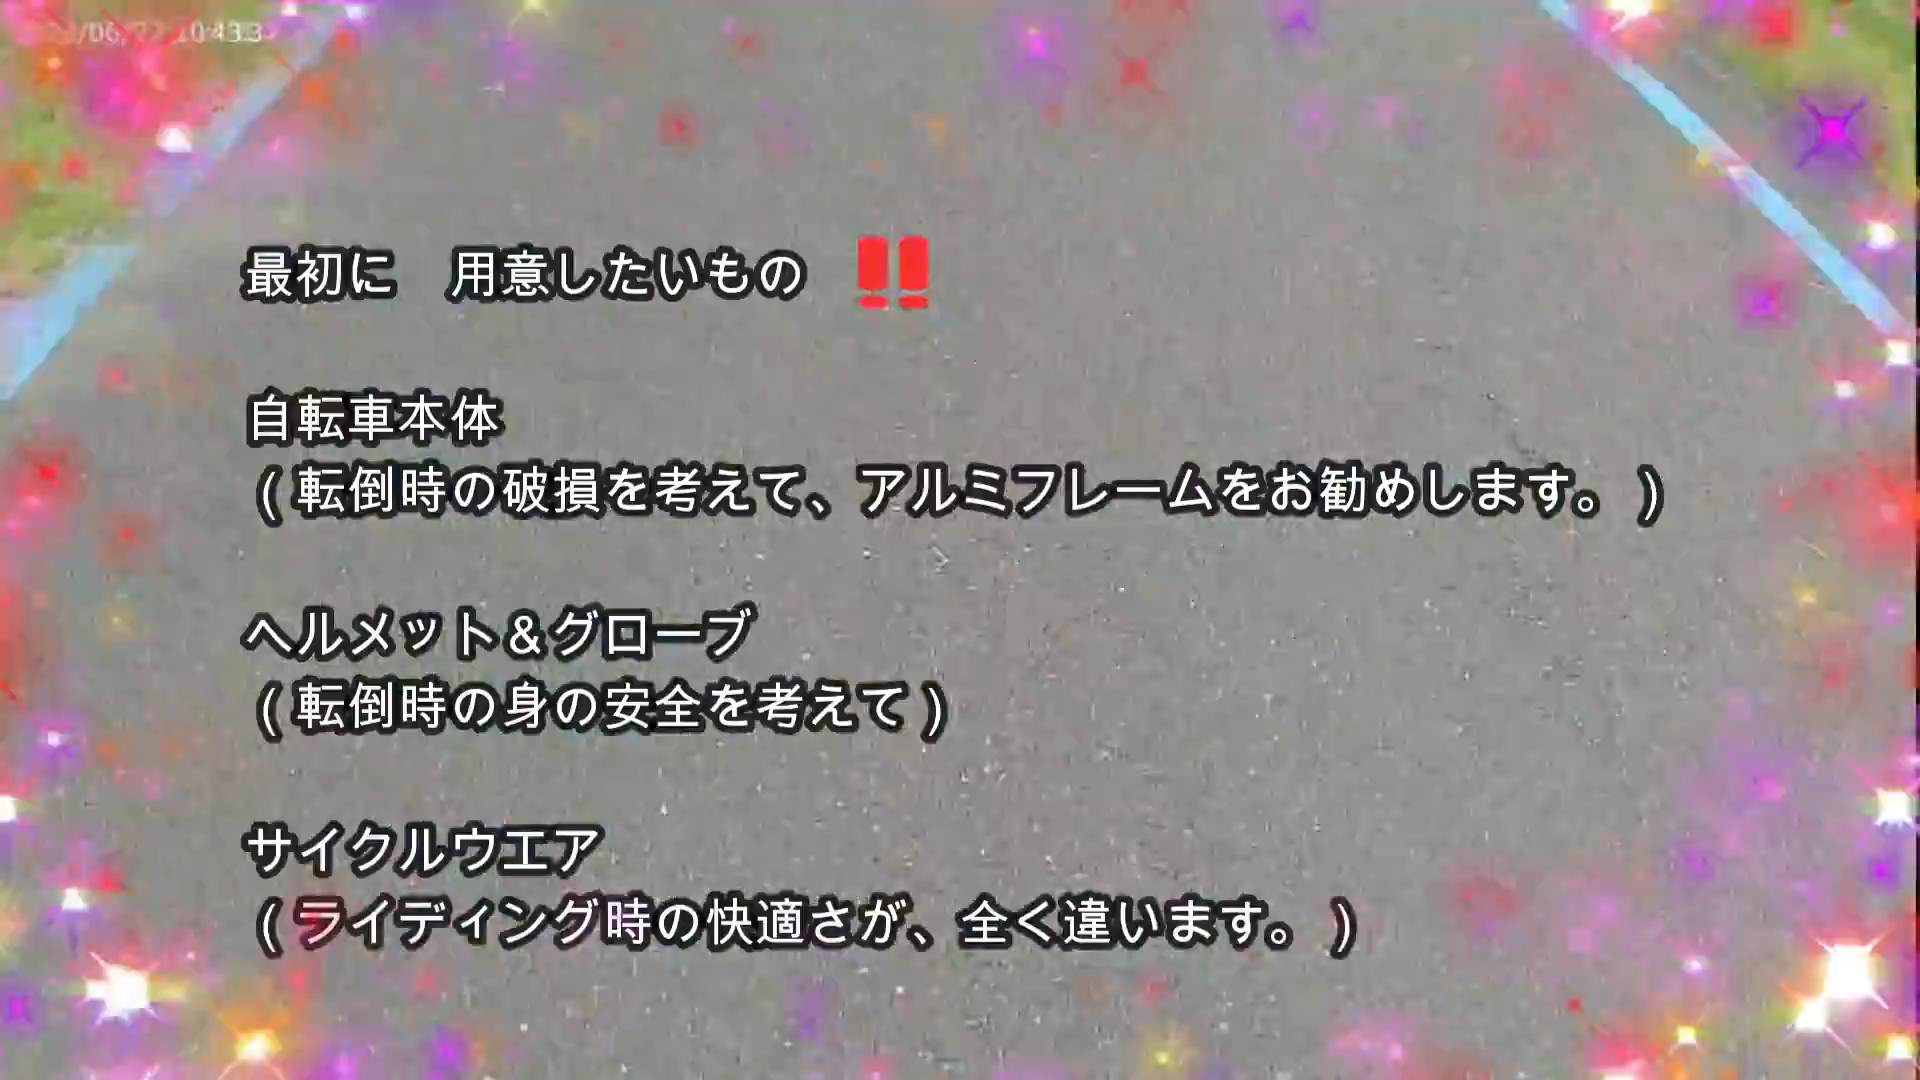 最初に　用意したいもの　‼
自転車本体
(転倒時の破損を考えて、アルミフレームをお勧めします。)
ヘルメット＆グローブ
(転倒時の身の安全を考えて)
サイクルウエア
(ライディング時の快適さが、全く違います。)